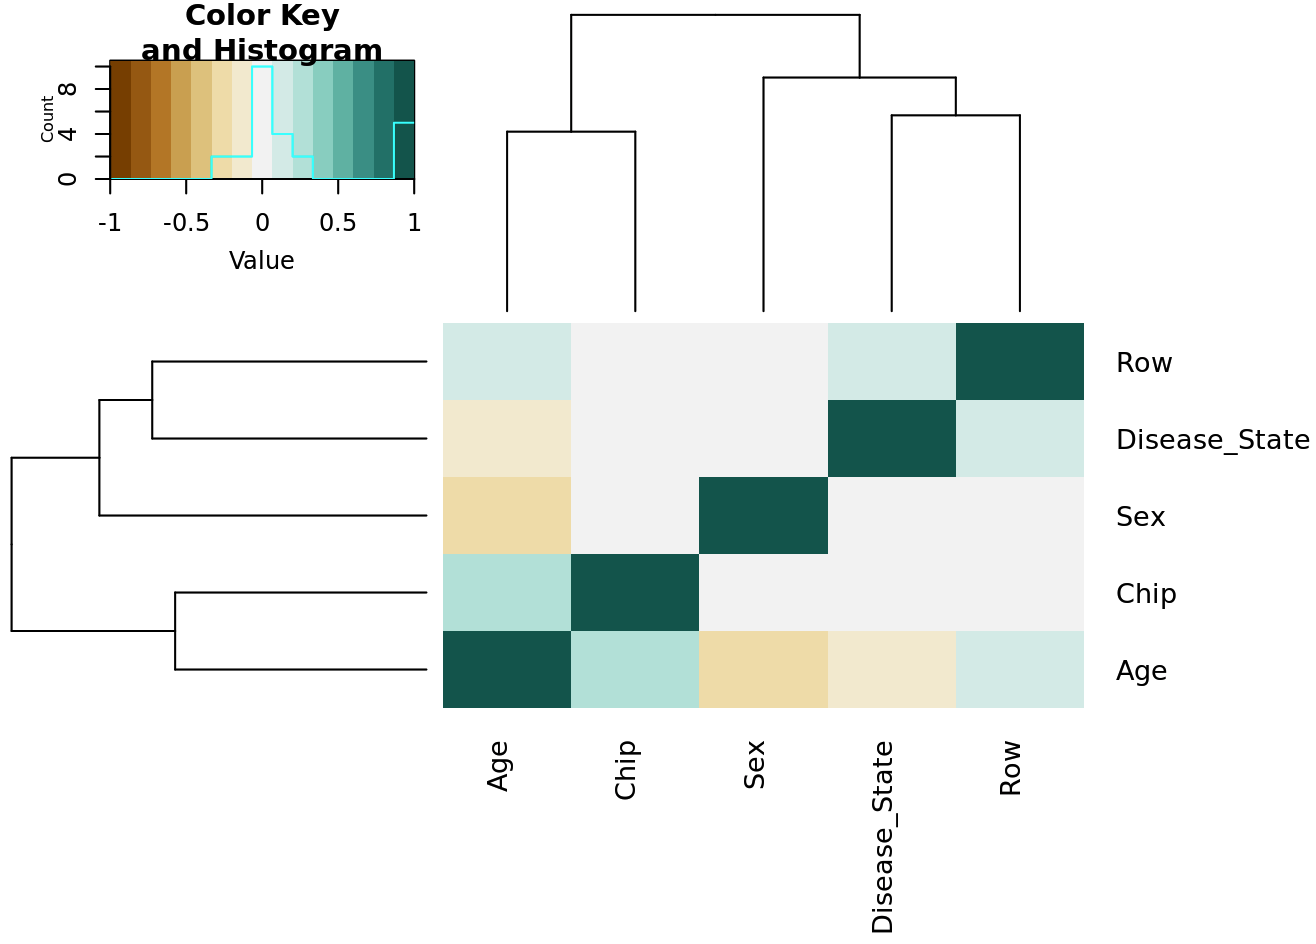 Color Key
and Histogram
Count
0 4 8
-1 -0.5 0 0.5 1
Value
Row
Disease_State
Sex
Chip
Age
Age Chip Sex Disease_State Row